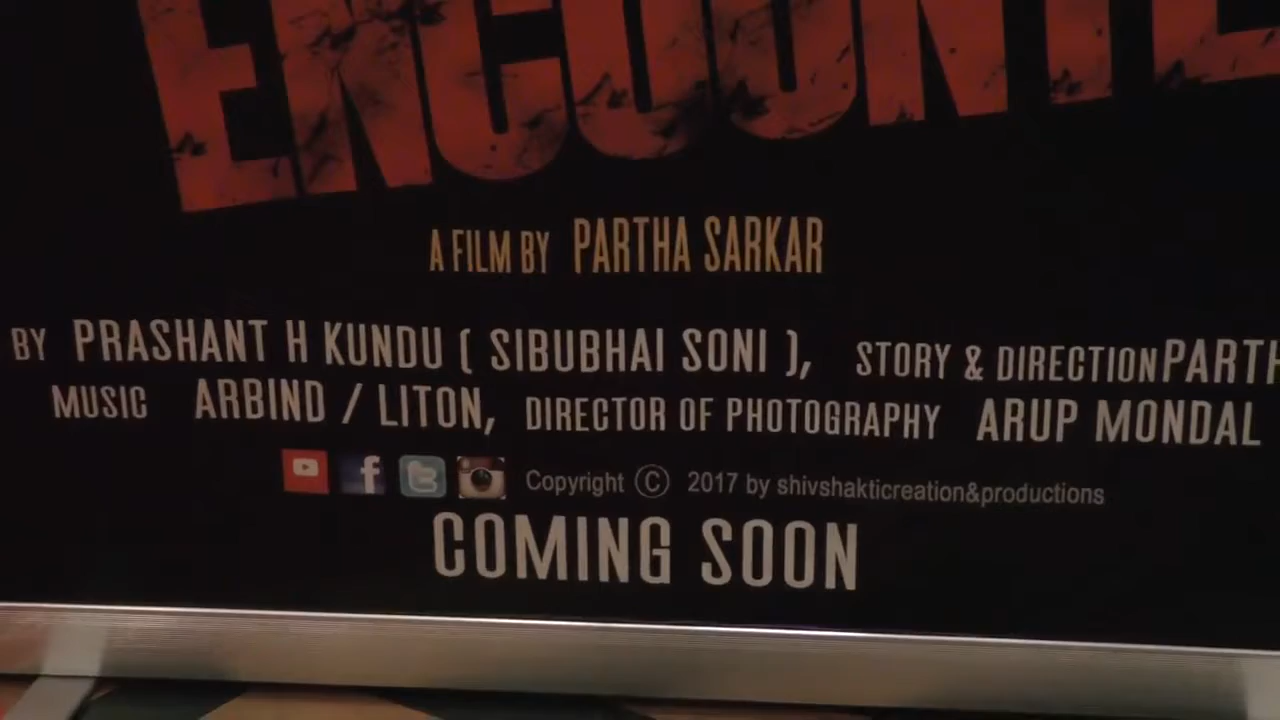 ENCOUNTE
A FILM BY PARTHA SARKAR
BY PRASHANT H KUNDU ( SIBUBHAI SONI ), STORY & DIRECTION PARTH
MUSIC ARBIND / LITON, DIRECTOR OF PHOTOGRAPHY ARUP MONDAL
Copyright © 2017 by shivshakticreation&productions
COMING SOON